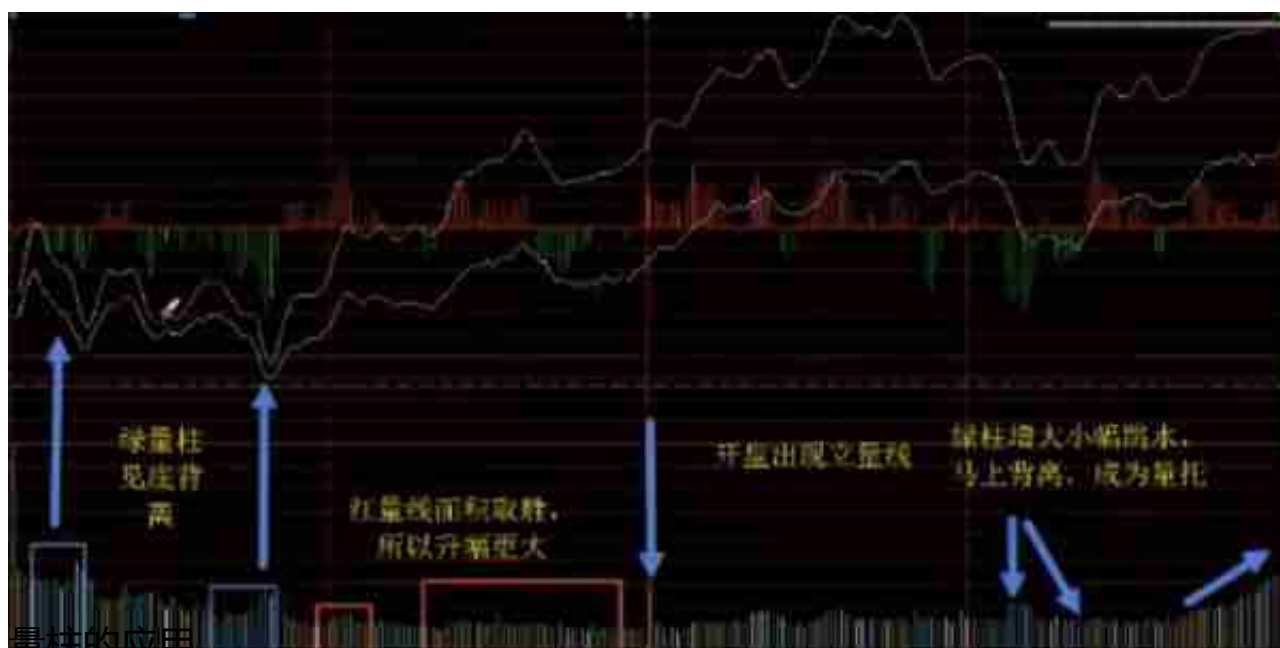 绿量柱
见底背
离
红量线面积取胜，
所以升幅更大
开盘出现立量线
绿柱增大小幅跳水，
马上背离，成为量托
量柱的应用